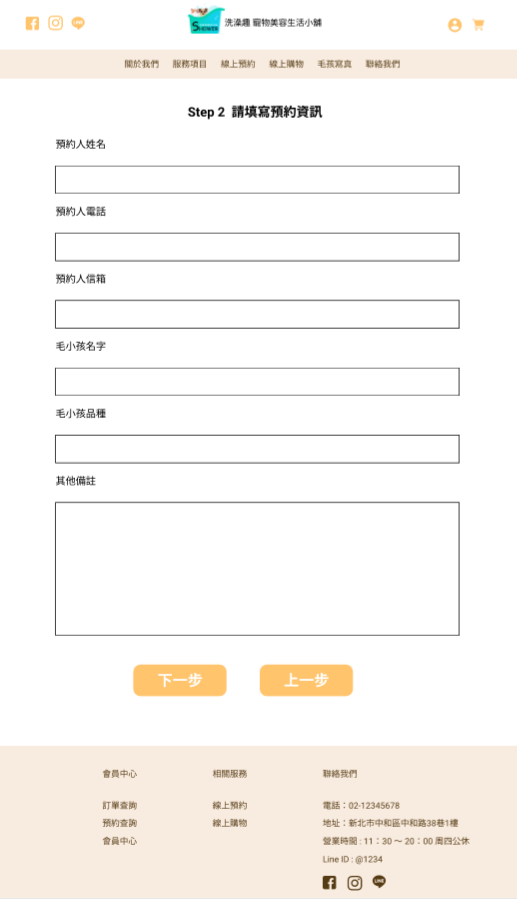 SHOWER 洗澡趣 寵物美容生活小舖
關於我們 服務項目 線上預約 線上購物 毛孩寫真 聯絡我們
Step 2 請填寫預約資訊
預約人姓名
預約人電話
預約人信箱
毛小孩名字
毛小孩品種
其他備註
下一步 上一步
會員中心 相關服務 聯絡我們
訂單查詢 線上預約 電話：02-12345678
預約查詢 線上購物 地址：新北市中和區中和路38巷1樓
會員中心 營業時間 : 11：30 ～ 20：00 周四公休
Line ID : @1234